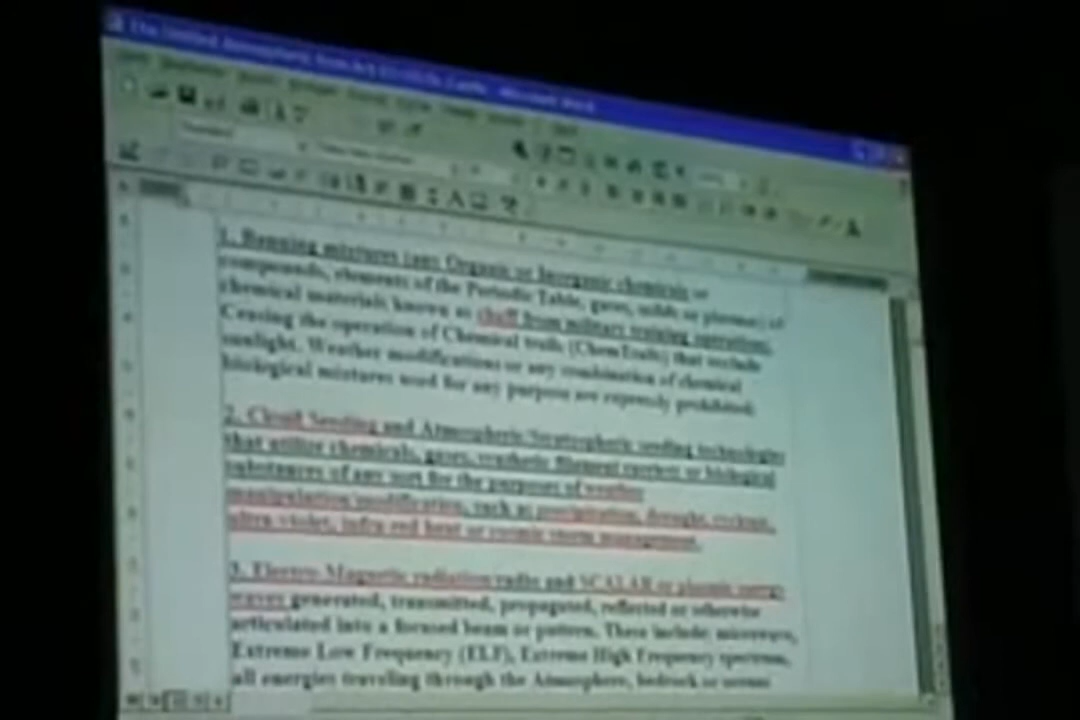 1. Banning mixtures (any Organic or Inorganic chemicals or
compounds, elements of the Periodic Table, gases, solids or plasmas) of
chemical materials known as chaff from military training operations.
Ceasing the operation of Chemical trails (ChemTrails) that occlude
sunlight. Weather modifications or any combination of chemical
biological mixtures used for any purpose are expressly prohibited.
2. Cloud Seeding and Atmospheric/Stratospheric seeding technologies
that utilize chemicals, gases, synthetic filament carriers or biological
substances of any sort for the purposes of weather
manipulation/modification, such as precipitation, drought,
ultra-violet, infra red heat or cosmic storm management.
3. Electro-Magnetic radiation/radio and SCALAR or plasmic energy
waves generated, transmitted, propagated, reflected or otherwise
articulated into a focused beam or pattern. These include: microwave,
Extreme Low Frequency (ELF), Extreme High Frequency spectrum,
all energies traveling through the Atmosphere, bedrock or oceans